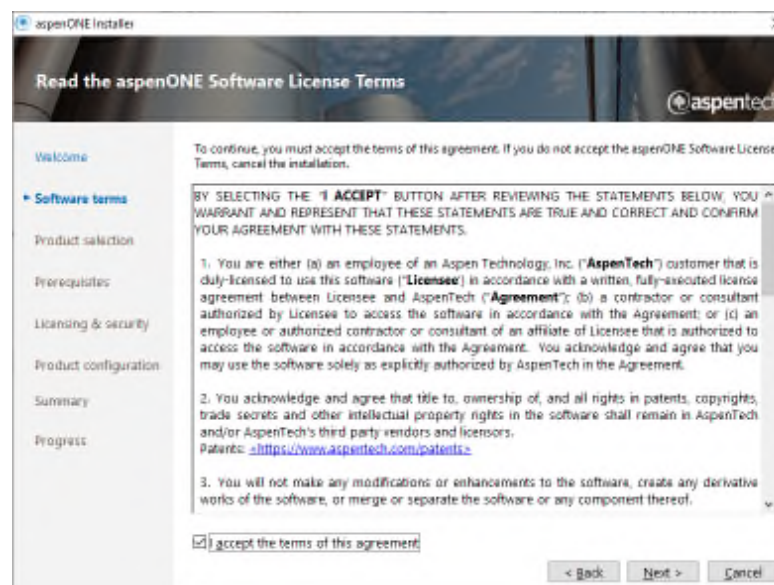 aspenONE Installer
Read the aspenONE Software License Terms
aspentech
Welcome
Software terms
Product selection
Prerequisites
Licensing & security
Product configuration
Summary
Progress
To continue, you must accept the terms of this agreement. If you do not accept the aspenONE Software License
Terms, cancel the installation.
BY SELECTING THE "I ACCEPT" BUTTON AFTER REVIEWING THE STATEMENTS BELOW, YOU
WARRANT AND REPRESENT THAT THESE STATEMENTS ARE TRUE AND CORRECT AND CONFIRM
YOUR AGREEMENT WITH THESE STATEMENTS.
1. You are either (a) an employee of an Aspen Technology, Inc. ("AspenTech") customer that is
duly-licensed to use this software ("Licensee") in accordance with a written, fully-executed license
agreement between Licensee and AspenTech ("Agreement"); (b) a contractor or consultant
authorized by Licensee to access the software in accordance with the Agreement; or (c) an
employee or authorized contractor or consultant of an affiliate of Licensee that is authorized to
access the software in accordance with the Agreement. You acknowledge and agree that you
may use the software solely as explicitly authorized by AspenTech in the Agreement.
2. You acknowledge and agree that title to, ownership of, and all rights in patents, copyrights,
trade secrets and other intellectual property rights in the software shall remain in AspenTech
and/or AspenTech's third party vendors and licensors.
Patents: <https://www.aspentech.com/patents>
3. You will not make any modifications or enhancements to the software, create any derivative
works of the software, or merge or separate the software or any component thereof.
I accept the terms of this agreement
< Back Next > Cancel